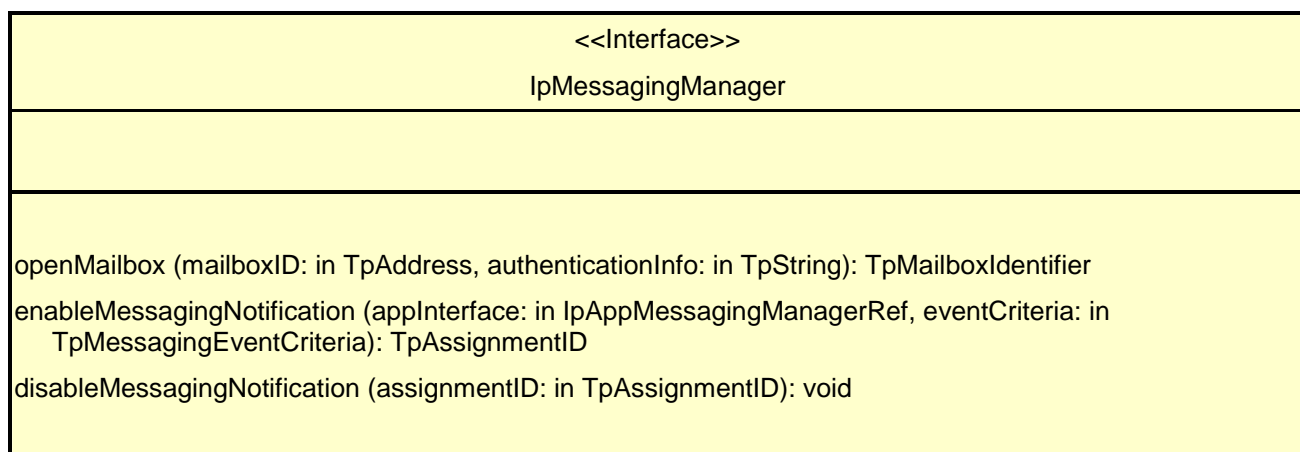 <<Interface>>
IpMessagingManager
openMailbox (mailboxID: in TpAddress, authenticationInfo: in TpString): TpMailboxIdentifier
enableMessagingNotification (appInterface: in IpAppMessagingManagerRef, eventCriteria: in
TpMessagingEventCriteria): TpAssignmentID
disableMessagingNotification (assignmentID: in TpAssignmentID): void